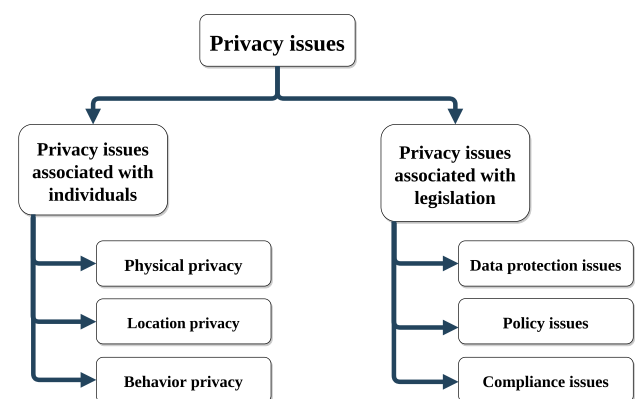 Privacy issues
Privacy issues
associated with
individuals
Physical privacy
Location privacy
Behavior privacy
Privacy issues
associated with
legislation
Data protection issues
Policy issues
Compliance issues